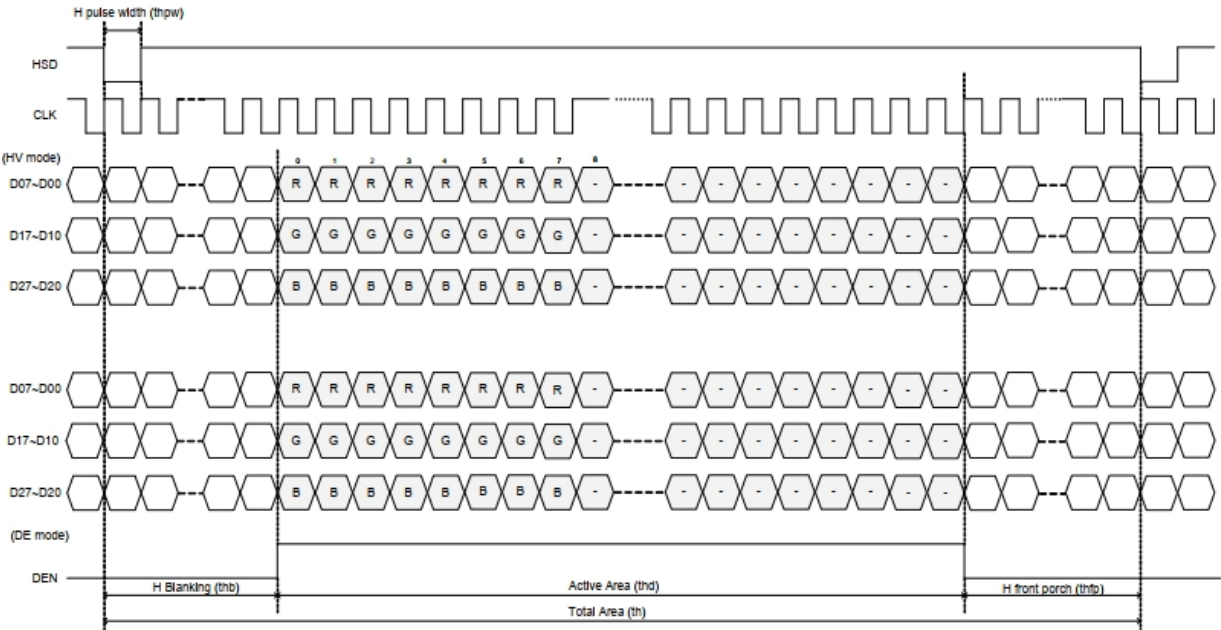 H pulse width (thpw)
HSD
CLK
(HV mode)
0 1 2 3 4 5 6 7 8
D07~D00 R R R R R R R R - - - - - - - - -
D17~D10 G G G G G G G G - - - - - - - - -
D27~D20 B B B B B B B B - - - - - - - - -
D07~D00 R R R R R R R R - - - - - - - - -
D17~D10 G G G G G G G G - - - - - - - - -
D27~D20 B B B B B B B B - - - - - - - - -
(DE mode)
DEN
H Blanking (thb) Active Area (thd) H front porch (thfp)
Total Area (th)